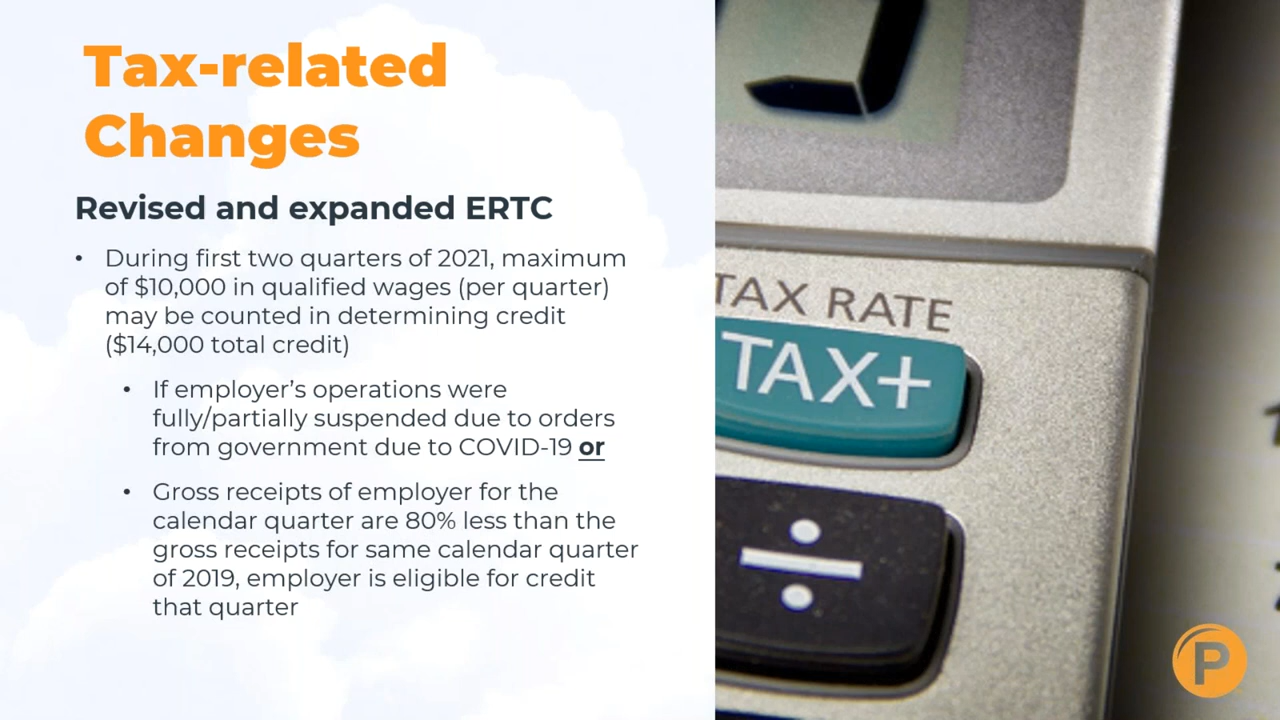 Tax-related
Changes
Revised and expanded ERTC
• During first two quarters of 2021, maximum
of $10,000 in qualified wages (per quarter)
may be counted in determining credit
($14,000 total credit)
• If employer’s operations were
fully/partially suspended due to orders
from government due to COVID-19 or
• Gross receipts of employer for the
calendar quarter are 80% less than the
gross receipts for same calendar quarter
of 2019, employer is eligible for credit
that quarter
TAX RATE
TAX+
÷
P